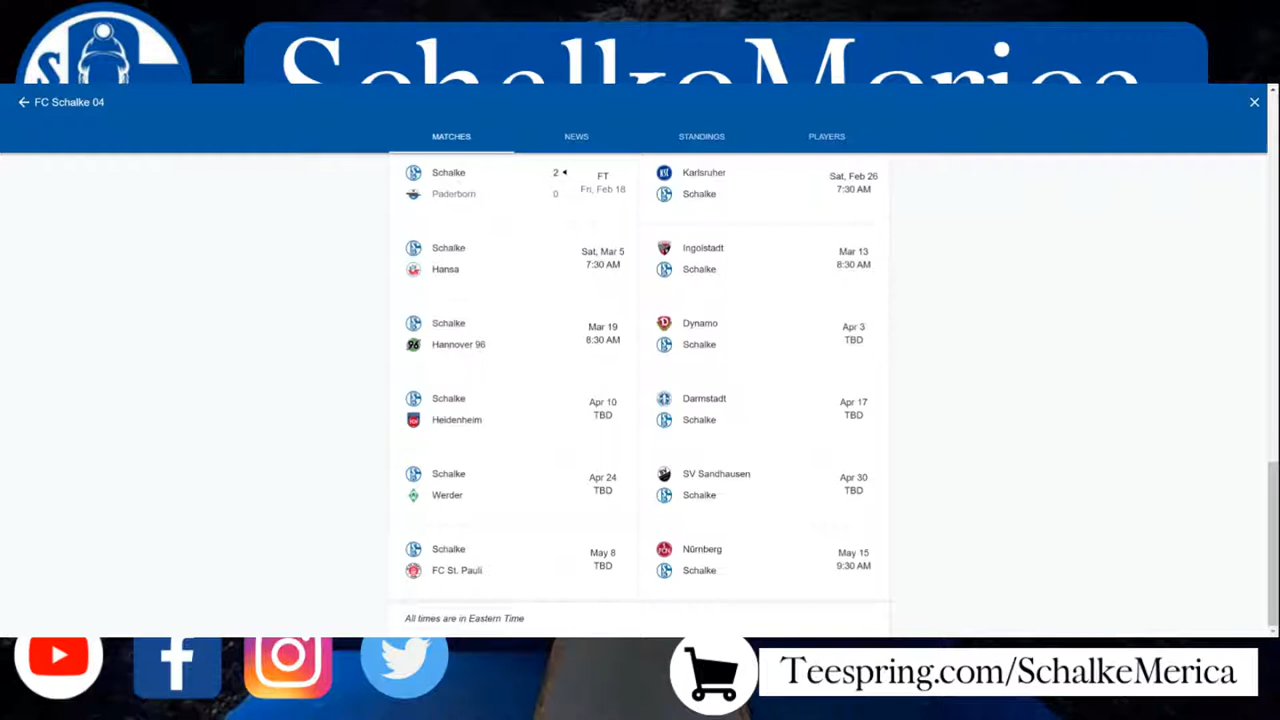 SchalkeMerica
FC Schalke 04
MATCHES NEWS STANDINGS PLAYERS
Schalke 2
Paderborn 0
FT
Fri, Feb 18
Karlsruher
Schalke
Sat, Feb 26
7:30 AM
Schalke
Hansa
Sat, Mar 5
7:30 AM
Ingolstadt
Schalke
Mar 13
8:30 AM
Schalke
Hannover 96
Mar 19
8:30 AM
Dynamo
Schalke
Apr 3
TBD
Schalke
Heidenheim
Apr 10
TBD
Darmstadt
Schalke
Apr 17
TBD
Schalke
Werder
Apr 24
TBD
SV Sandhausen
Schalke
Apr 30
TBD
Schalke
FC St. Pauli
May 8
TBD
Nürnberg
Schalke
May 15
9:30 AM
All times are in Eastern Time
Teespring.com/SchalkeMerica